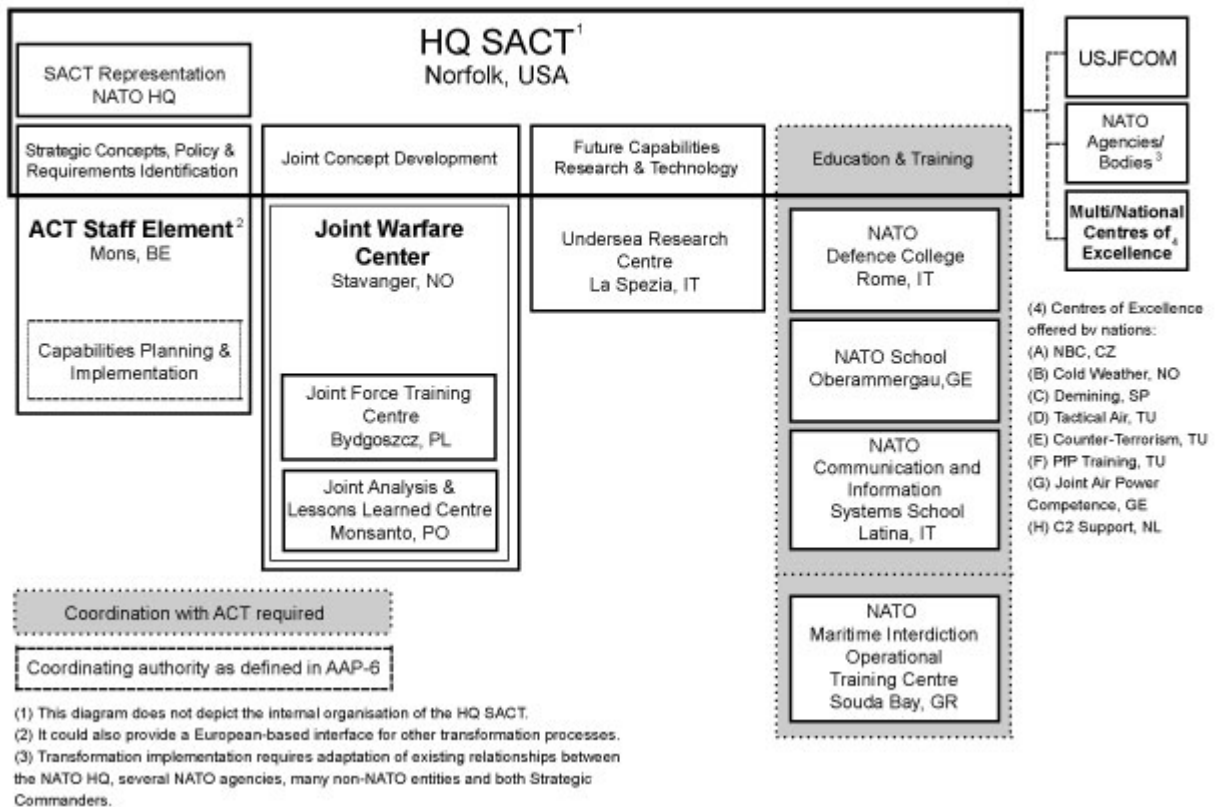 HQ SACT1
Norfolk, USA
SACT Representation
NATO HQ
Strategic Concepts, Policy &
Requirements Identification
Joint Concept Development
Future Capabilities
Research & Technology
Education & Training
USJFCOM
NATO
Agencies/
Bodies3
Multi/National
Centres of
Excellence4
ACT Staff Element2
Mons, BE
Capabilities Planning &
Implementation
Joint Warfare
Center
Stavanger, NO
Joint Force Training
Centre
Bydgoszcz, PL
Joint Analysis &
Lessons Learned Centre
Monsanto, PO
Undersea Research
Centre
La Spezia, IT
NATO
Defence College
Rome, IT
NATO School
Oberammergau,GE
NATO
Communication and
Information
Systems School
Latina, IT
NATO
Maritime Interdiction
Operational
Training Centre
Souda Bay, GR
(4) Centres of Excellence
offered by nations:
(A) NBC, CZ
(B) Cold Weather, NO
(C) Demining, SP
(D) Tactical Air, TU
(E) Counter-Terrorism, TU
(F) PfP Training, TU
(G) Joint Air Power
Competence, GE
(H) C2 Support, NL
Coordination with ACT required
Coordinating authority as defined in AAP-6
(1) This diagram does not depict the internal organisation of the HQ SACT.
(2) It could also provide a European-based interface for other transformation processes.
(3) Transformation implementation requires adaptation of existing relationships between
the NATO HQ, several NATO agencies, many non-NATO entities and both Strategic
Commanders.